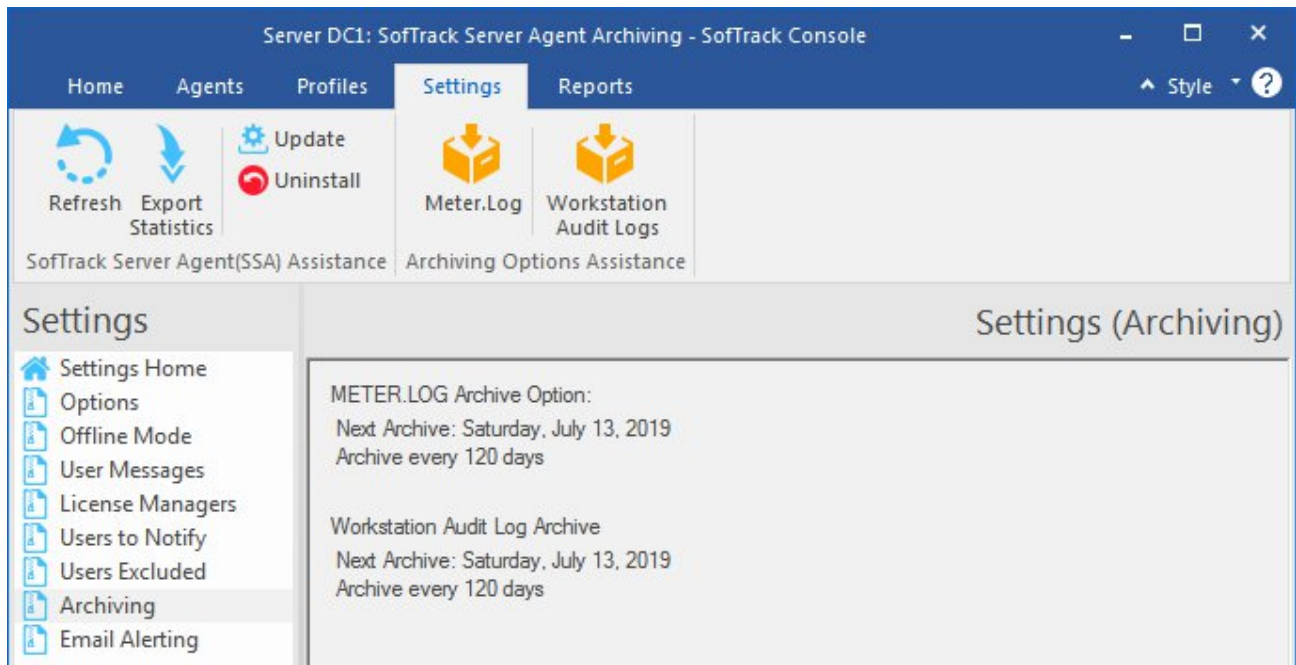 Server DC1: SofTrack Server Agent Archiving - SofTrack Console
Home Agents Profiles Settings Reports Style
Refresh
Export
Statistics
Update
Uninstall
Meter.Log
Workstation
Audit Logs
SofTrack Server Agent(SSA) Assistance
Archiving Options Assistance
Settings
Settings (Archiving)
Settings Home
Options
Offline Mode
User Messages
License Managers
Users to Notify
Users Excluded
Archiving
Email Alerting
METER.LOG Archive Option:
Next Archive: Saturday, July 13, 2019
Archive every 120 days
Workstation Audit Log Archive
Next Archive: Saturday, July 13, 2019
Archive every 120 days